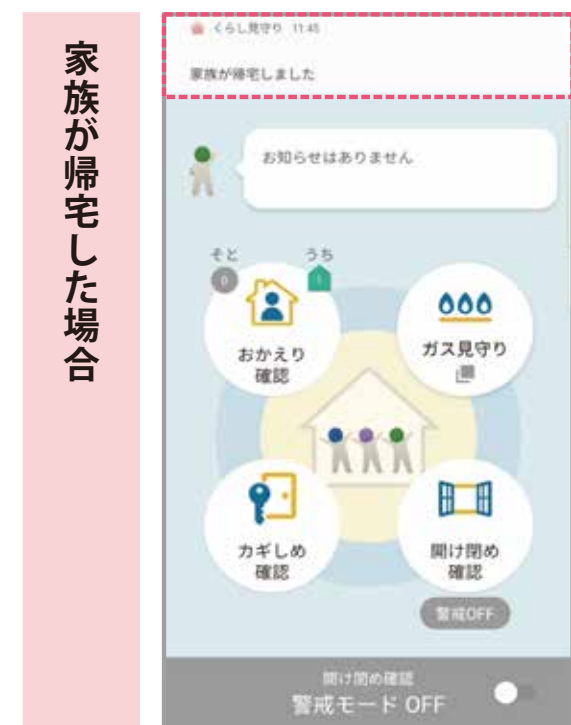 家族が帰宅した場合
くらし見守り 11:45
家族が帰宅しました
お知らせはありません
そと
うち
0
1
おかえり
確認
ガス見守り
カギしめ
確認
開け閉め
確認
警戒OFF
開け閉め確認
警戒モード OFF